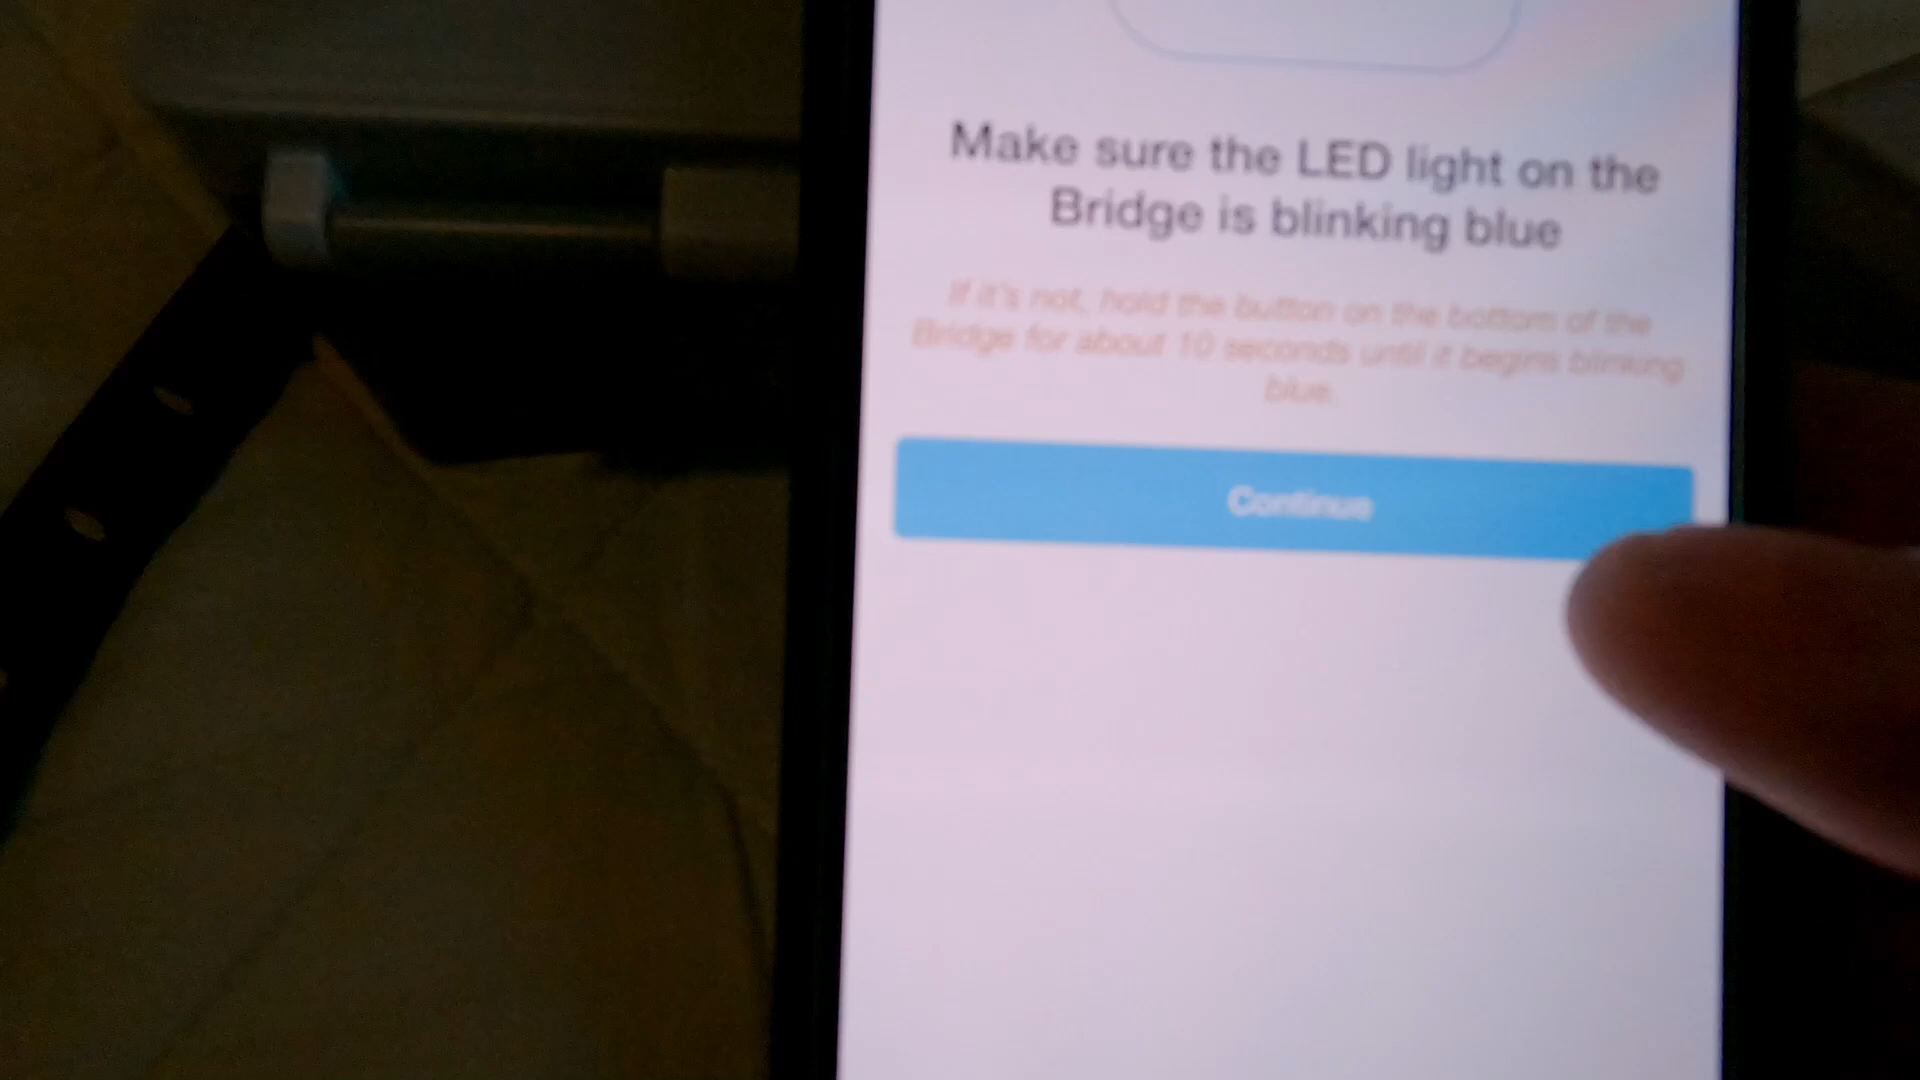 Make sure the LED light on the
Bridge is blinking blue
If it's not, hold the button on the bottom of the
Bridge for about 10 seconds until it begins blinking
blue.
Continue